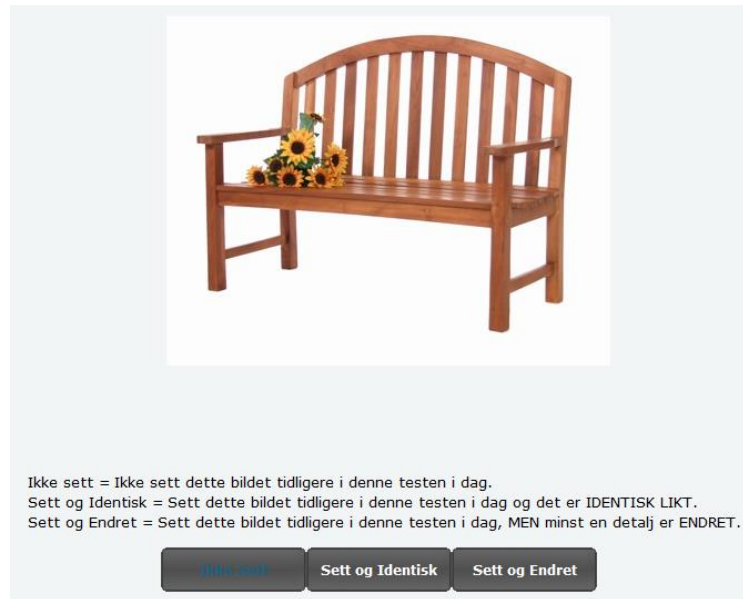 Ikke sett = Ikke sett dette bildet tidligere i denne testen i dag.
Sett og Identisk = Sett dette bildet tidligere i denne testen i dag og det er IDENTISK LIKT.
Sett og Endret = Sett dette bildet tidligere i denne testen i dag, MEN minst en detalj er ENDRET.
Ikke sett Sett og Identisk Sett og Endret